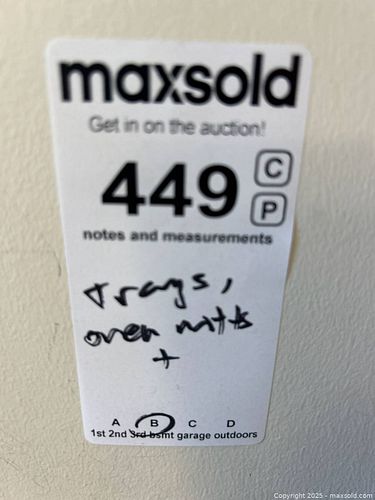 maxsold
Get in on the auction!
449 C
P
notes and measurements
trays,
oven mitts
+
A B C D
1st 2nd 3rd bsmt garage outdoors
Copyright 2025 - maxsold.com